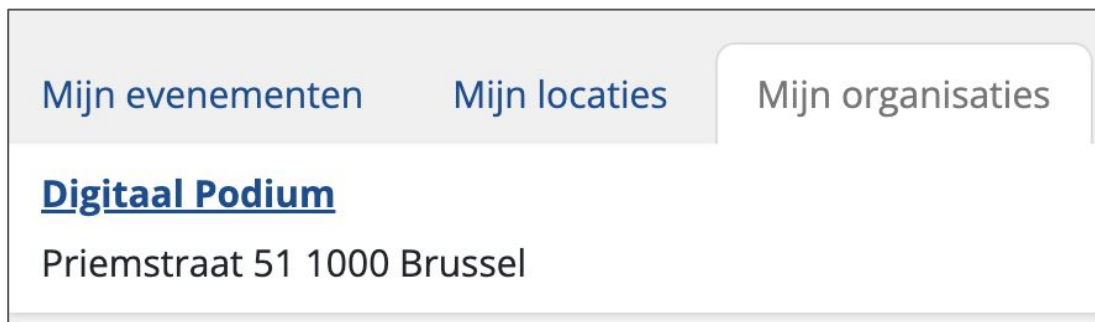 Mijn evenementen Mijn locaties Mijn organisaties
Digitaal Podium
Priemstraat 51 1000 Brussel